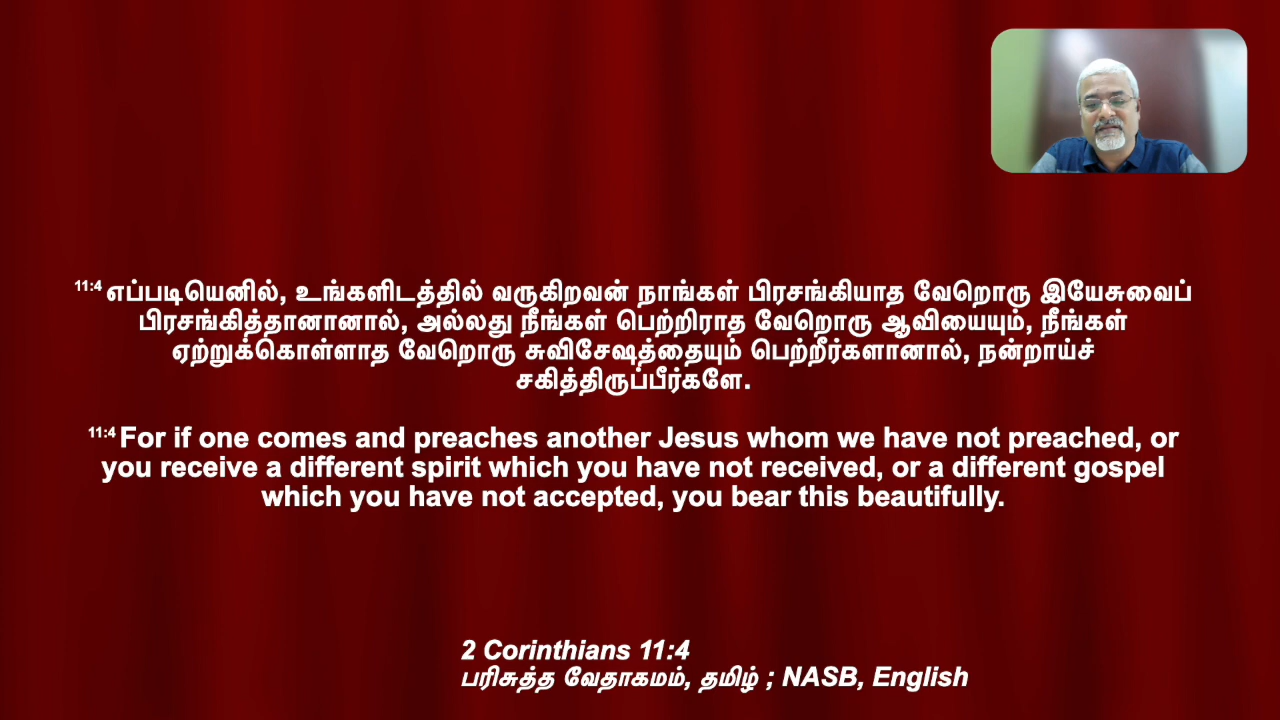 11:4 எப்படியெனில், உங்களிடத்தில் வருகிறவன் நாங்கள் பிரசங்கியாத வேறொரு இயேசுவைப்
பிரசங்கித்தானானால், அல்லது நீங்கள் பெற்றிராத வேறொரு ஆவியையும், நீங்கள்
ஏற்றுக்கொள்ளாத வேறொரு சுவிசேஷத்தையும் பெற்றீர்களானால், நன்றாய்ச்
சகித்திருப்பீர்களே.
11:4 For if one comes and preaches another Jesus whom we have not preached, or
you receive a different spirit which you have not received, or a different gospel
which you have not accepted, you bear this beautifully.
2 Corinthians 11:4
பரிசுத்த வேதாகமம், தமிழ் ; NASB, English